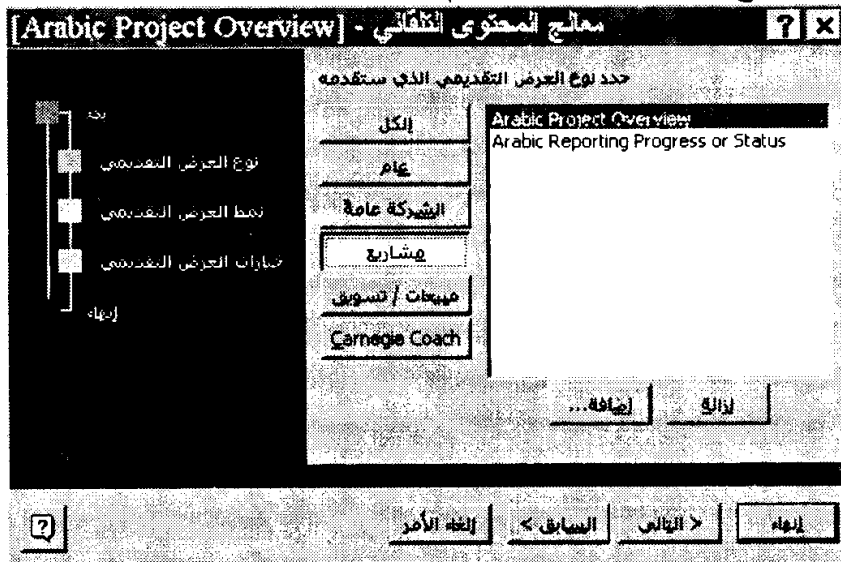 معالج المحتوى التلقائي - [Arabic Project Overview]
حدد نوع العرض التقديمي الذي ستقدمه
بدء
نوع العرض التقديمي
نمط العرض التقديمي
خيارات العرض التقديمي
إنهاء
الكل
عام
الشركة عامة
مشاريع
مبيعات / تسويق
Carnegie Coach
Arabic Project Overview
Arabic Reporting Progress or Status
إضافة...
إزالة
إلغاء الأمر
السابق >
< التالي
إنهاء